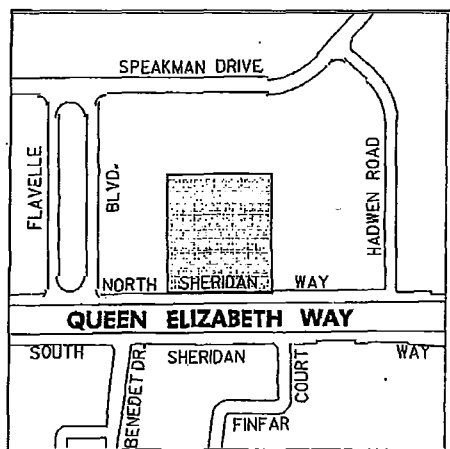 SPEAKMAN DRIVE
FLAVELLE
BLVD.
HADWEN ROAD
NORTH SHERIDAN WAY
QUEEN ELIZABETH WAY
SOUTH SHERIDAN WAY
BENEDET DR.
COURT
FINFAR